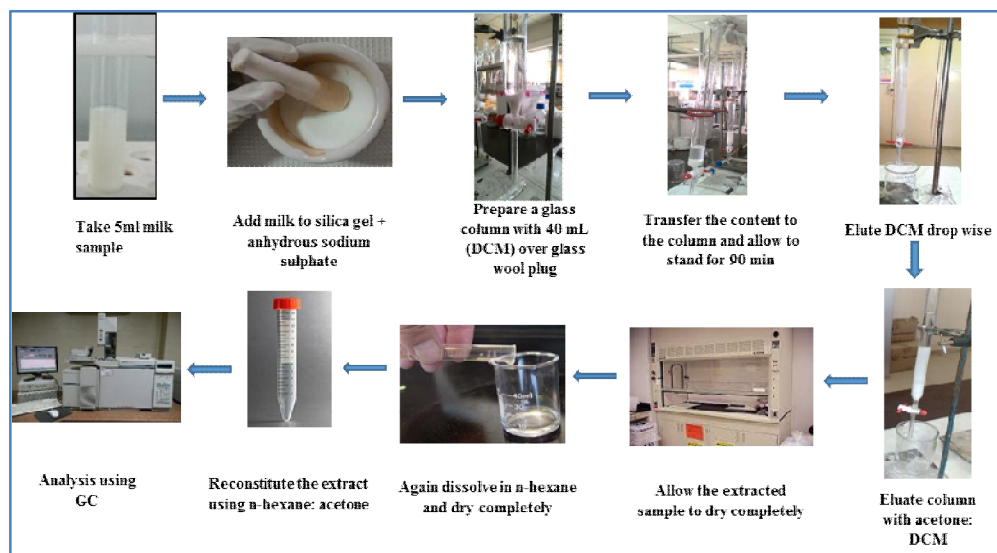 Take 5ml milk
sample
Add milk to silica gel +
anhydrous sodium
sulphate
Prepare a glass
column with 40 mL
(DCM) over glass
wool plug
Transfer the content to
the column and allow to
stand for 90 min
Elute DCM drop wise
Eluate column
with acetone:
DCM
Allow the extracted
sample to dry completely
Again dissolve in n-hexane
and dry completely
Reconstitute the extract
using n-hexane: acetone
Analysis using
GC